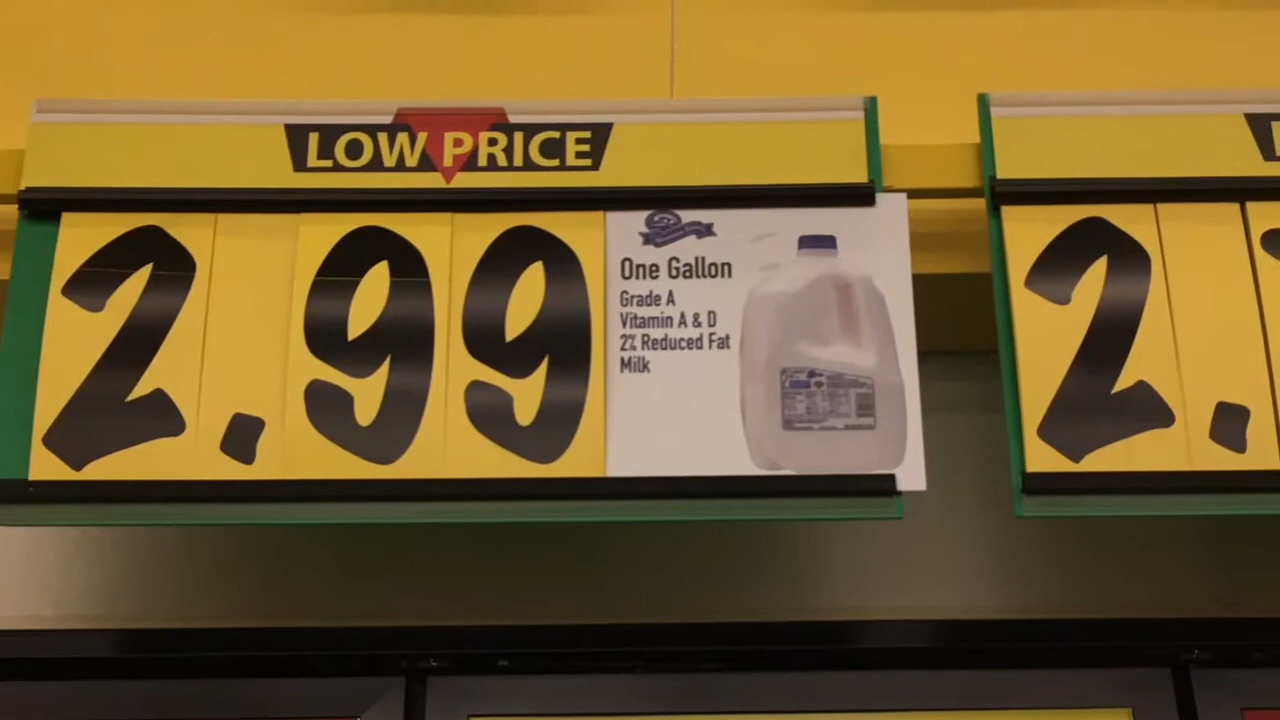 LOW PRICE
2.99
One Gallon
Grade A
Vitamin A & D
2% Reduced Fat
Milk
2.